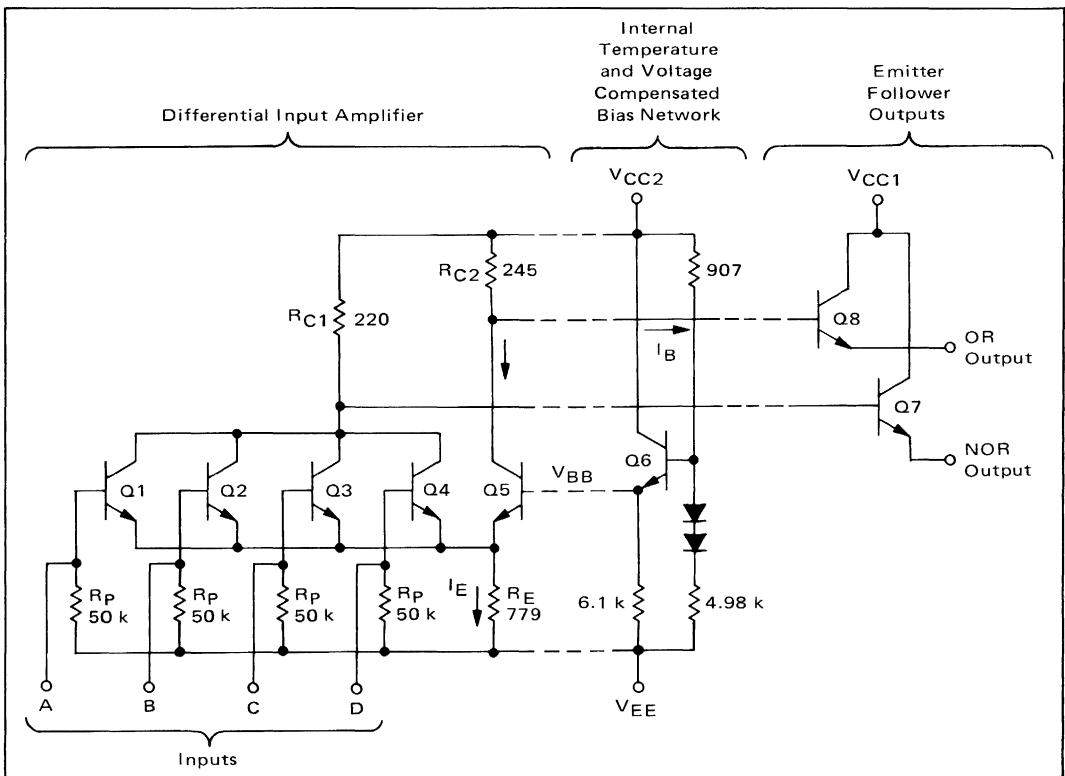 Internal
Temperature
and Voltage
Compensated
Bias Network
Emitter
Follower
Outputs
Differential Input Amplifier
VCC2
VCC1
RC2 245
907
RC1 220
Q8
OR
Output
IB
Q7
NOR
Output
Q1
Q2
Q3
Q4
Q5
VBB
Q6
RP
50 k
RP
50 k
RP
50 k
RP
50 k
IE
RE
779
6.1 k
4.98 k
A
B
C
D
VEE
Inputs